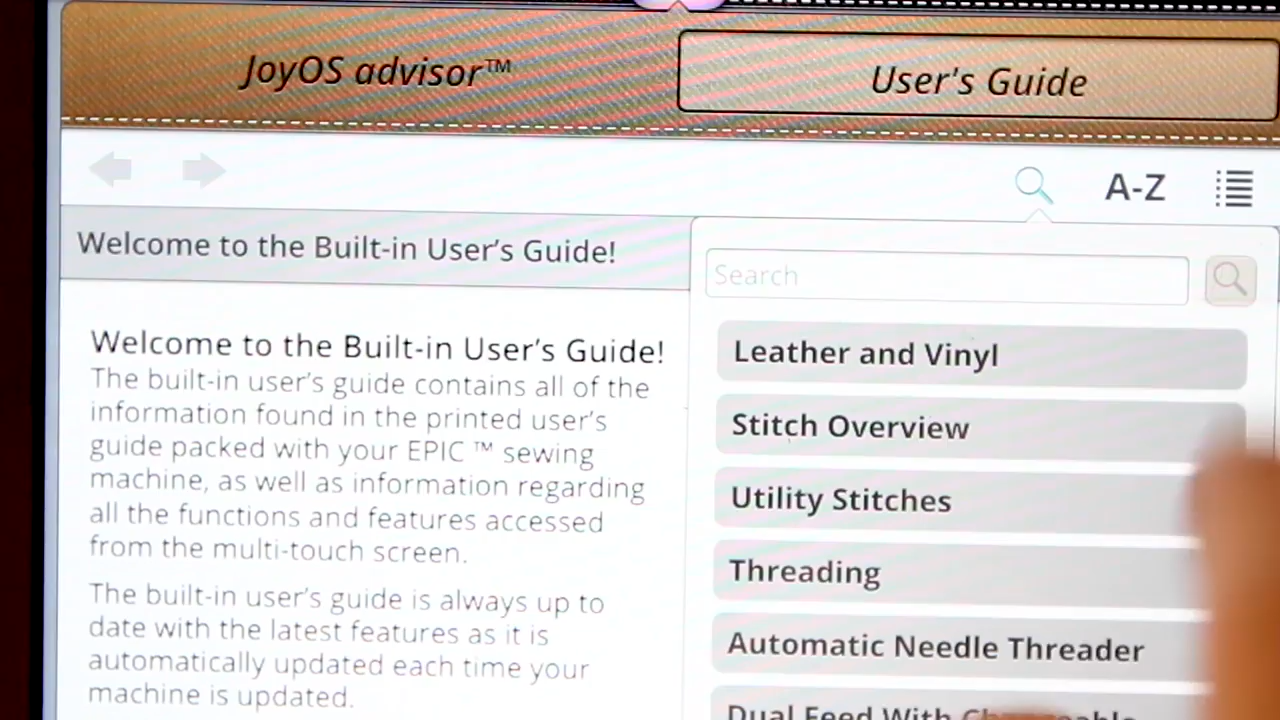 JoyOS advisor™
User's Guide
A-Z
Welcome to the Built-in User's Guide!
Search
Welcome to the Built-in User's Guide!
The built-in user's guide contains all of the
information found in the printed user's
guide packed with your EPIC ™ sewing
machine, as well as information regarding
all the functions and features accessed
from the multi-touch screen.
The built-in user's guide is always up to
date with the latest features as it is
automatically updated each time your
machine is updated.
Leather and Vinyl
Stitch Overview
Utility Stitches
Threading
Automatic Needle Threader
Dual Feed With